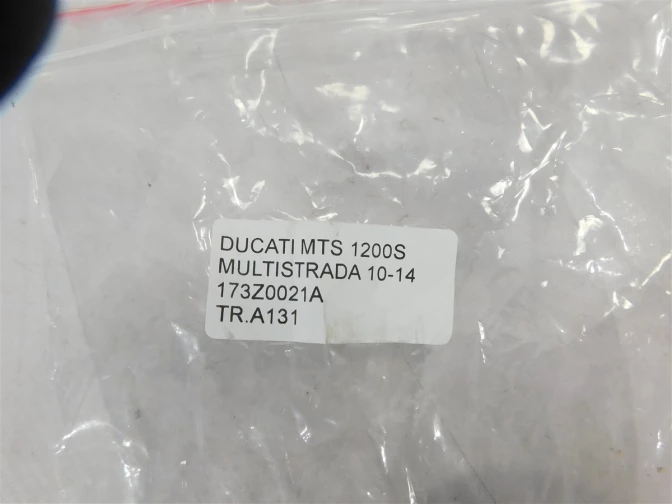 DUCATI MTS 1200S
MULTISTRADA 10-14
173Z0021A
TR.A131